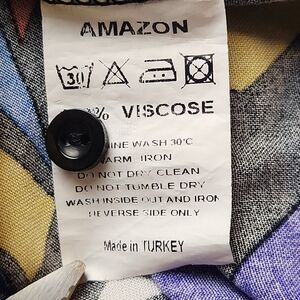 AMAZON
30
% VISCOSE
INE WASH 30°C
WARM IRON
DO NOT DRY CLEAN
DO NOT TUMBLE DRY
WASH INSIDE OUT AND IRON
REVERSE SIDE ONLY
Made in TURKEY